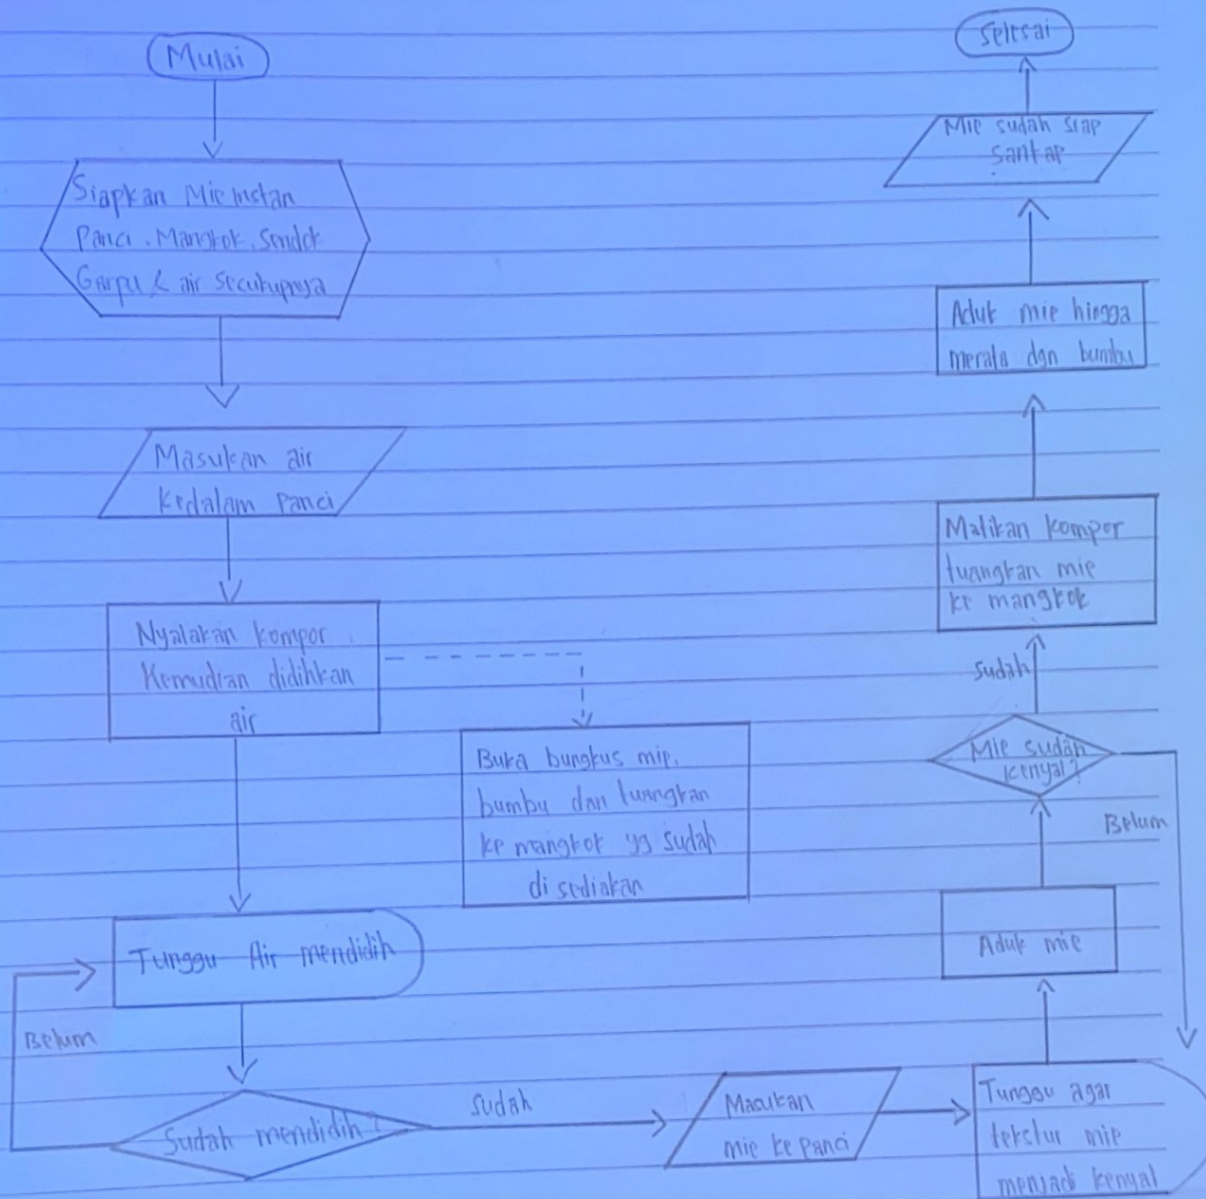 Mulai
Siapkan Mie instan
Panci, Mangkok, Sendok
Garpu & air secukupnya
Masukan air
kedalam panci
Nyalakan kompor
Kemudian didihkan
air
Buka bungkus mie,
bumbu dan tuangkan
ke mangkok yg sudah
di sediakan
Tunggu Air mendidih
Belum
Sudah mendidih?
sudah
Masukan
mie ke panci
Tunggu agar
tekstur mie
menjadi kenyal
Aduk mie
Mie sudah
kenyal?
Belum
sudah
Matikan kompor
tuangkan mie
ke mangkok
Aduk mie hingga
merata dgn bumbu
Mie sudah siap
santap
Selesai